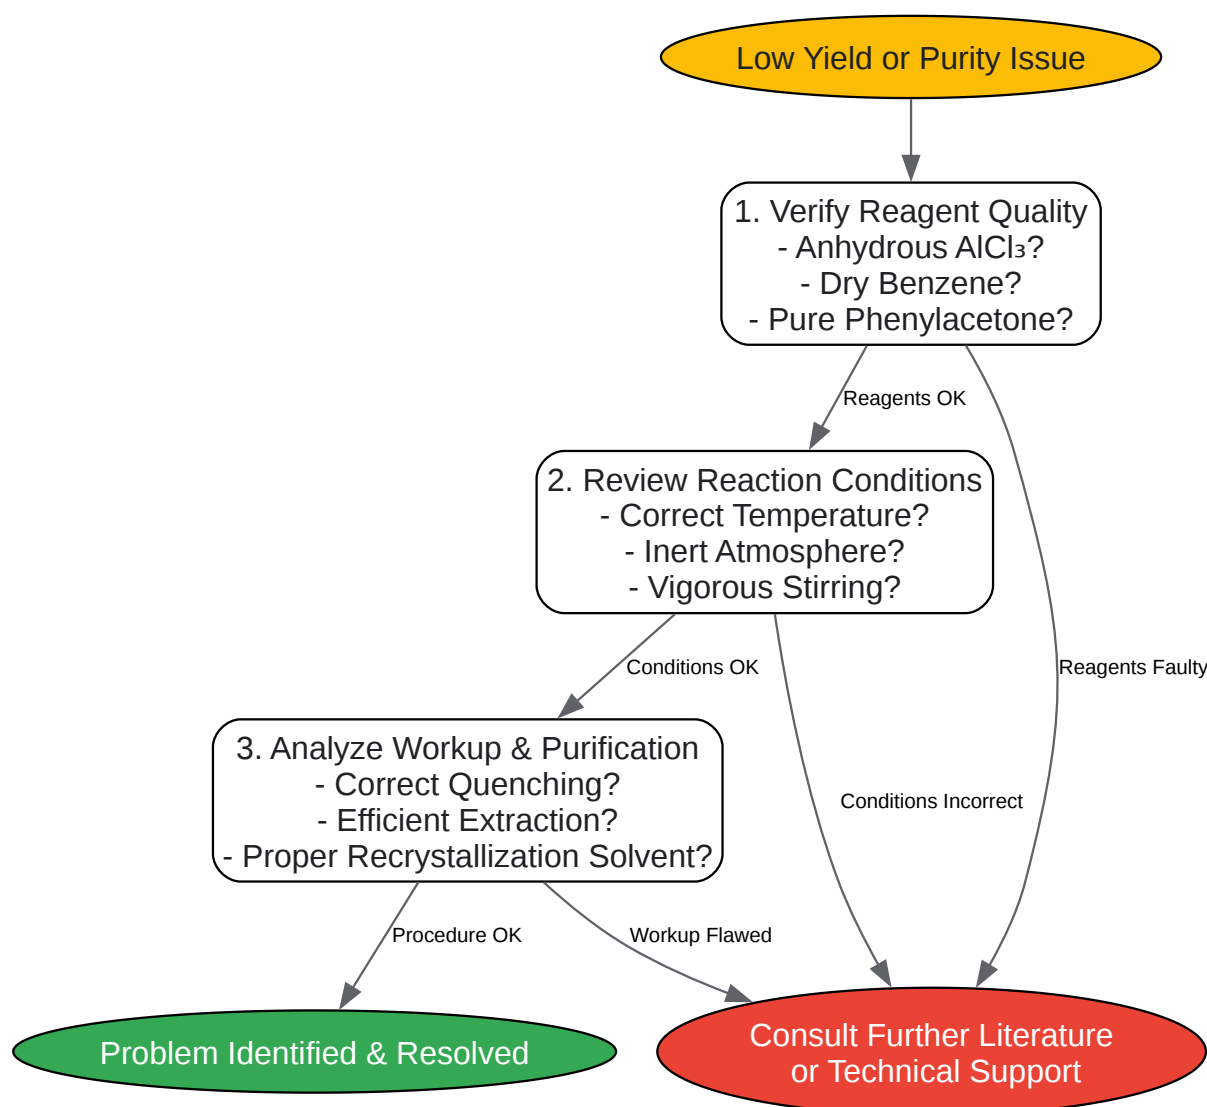 Low Yield or Purity Issue
1. Verify Reagent Quality
- Anhydrous AlCl₃?
- Dry Benzene?
- Pure Phenylacetone?
Reagents OK
2. Review Reaction Conditions
- Correct Temperature?
- Inert Atmosphere?
- Vigorous Stirring?
Conditions OK
Reagents Faulty
3. Analyze Workup & Purification
- Correct Quenching?
- Efficient Extraction?
- Proper Recrystallization Solvent?
Conditions Incorrect
Procedure OK
Workup Flawed
Problem Identified & Resolved
Consult Further Literature
or Technical Support